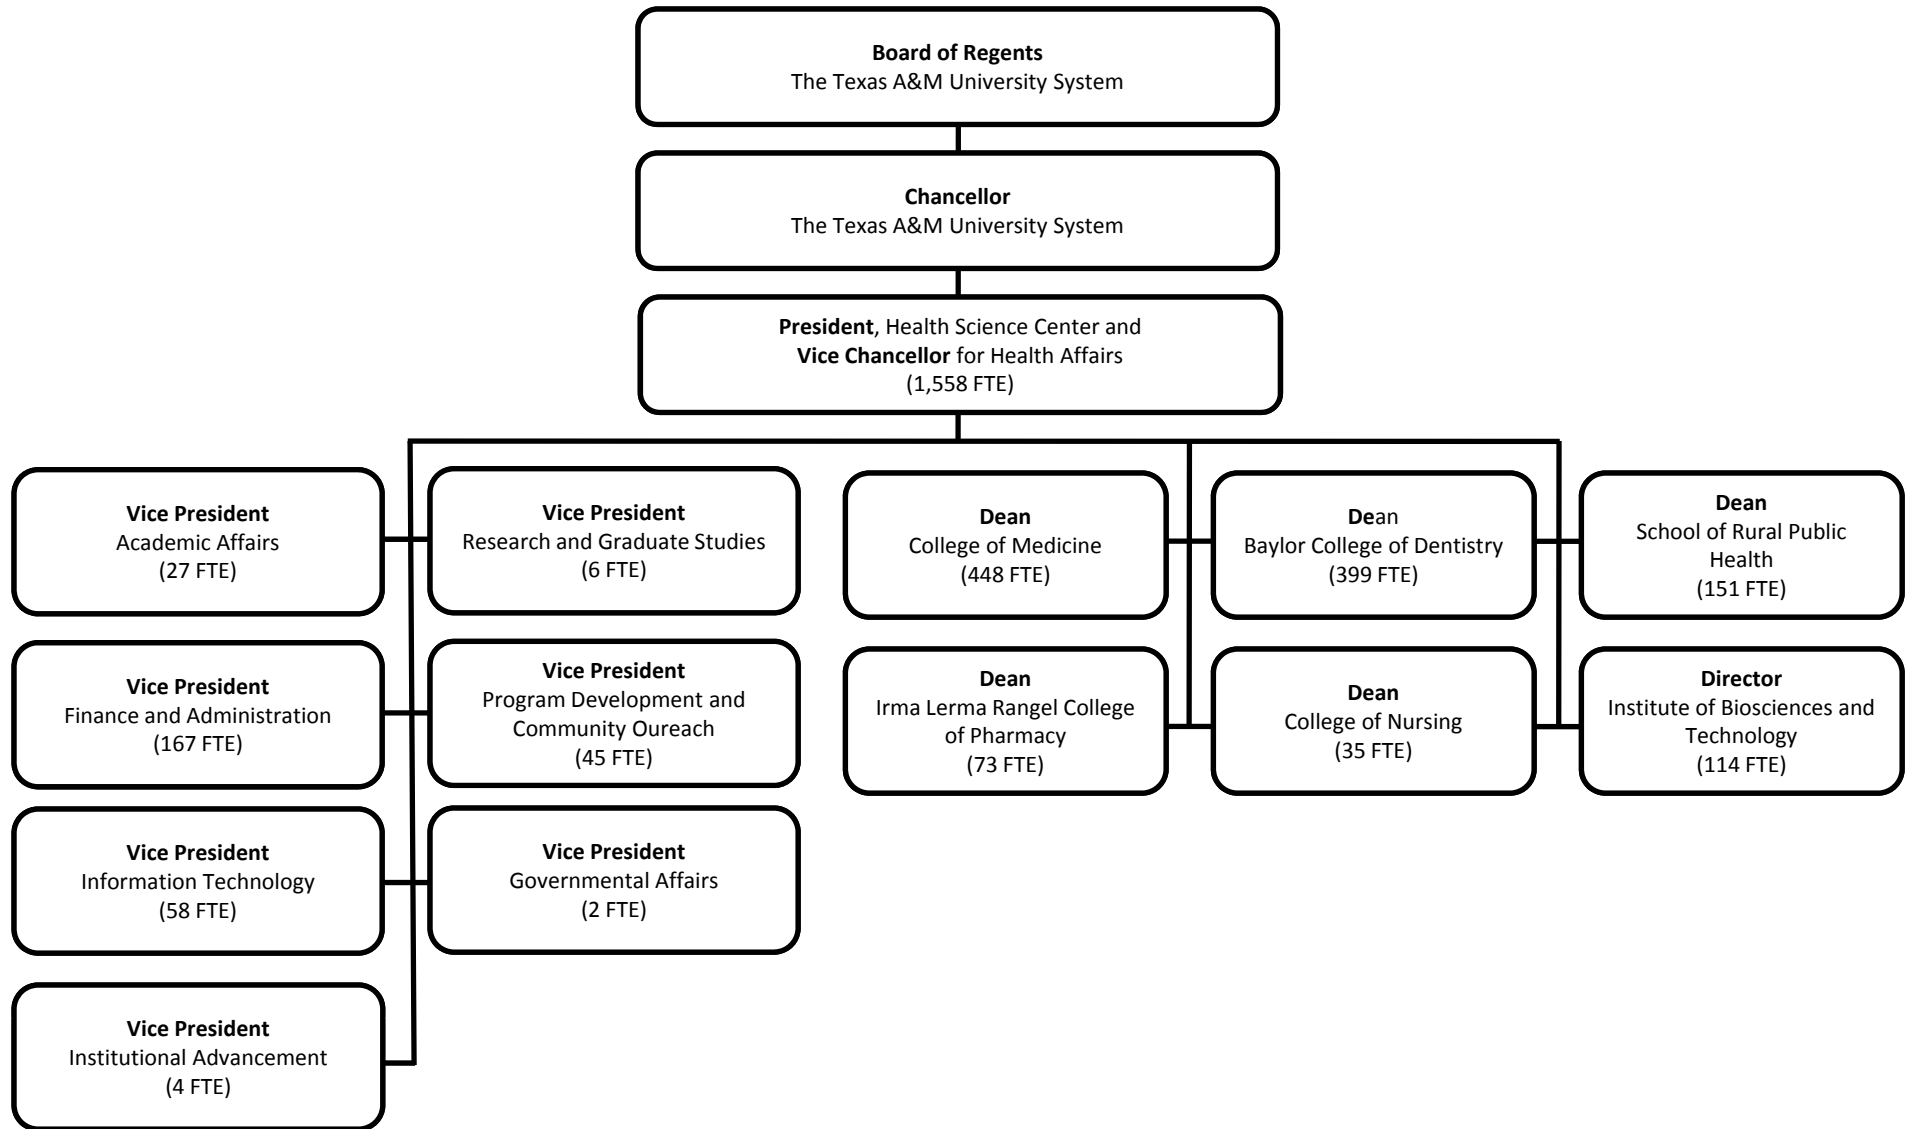 Board of Regents
The Texas A&M University System
Chancellor
The Texas A&M University System
President, Health Science Center and
Vice Chancellor for Health Affairs
(1,558 FTE)
Vice President
Academic Affairs
(27 FTE)
Vice President
Research and Graduate Studies
(6 FTE)
Dean
College of Medicine
(448 FTE)
Dean
Baylor College of Dentistry
(399 FTE)
Dean
School of Rural Public
Health
(151 FTE)
Vice President
Finance and Administration
(167 FTE)
Vice President
Program Development and
Community Oureach
(45 FTE)
Dean
Irma Lerma Rangel College
of Pharmacy
(73 FTE)
Dean
College of Nursing
(35 FTE)
Director
Institute of Biosciences and
Technology
(114 FTE)
Vice President
Information Technology
(58 FTE)
Vice President
Governmental Affairs
(2 FTE)
Vice President
Institutional Advancement
(4 FTE)